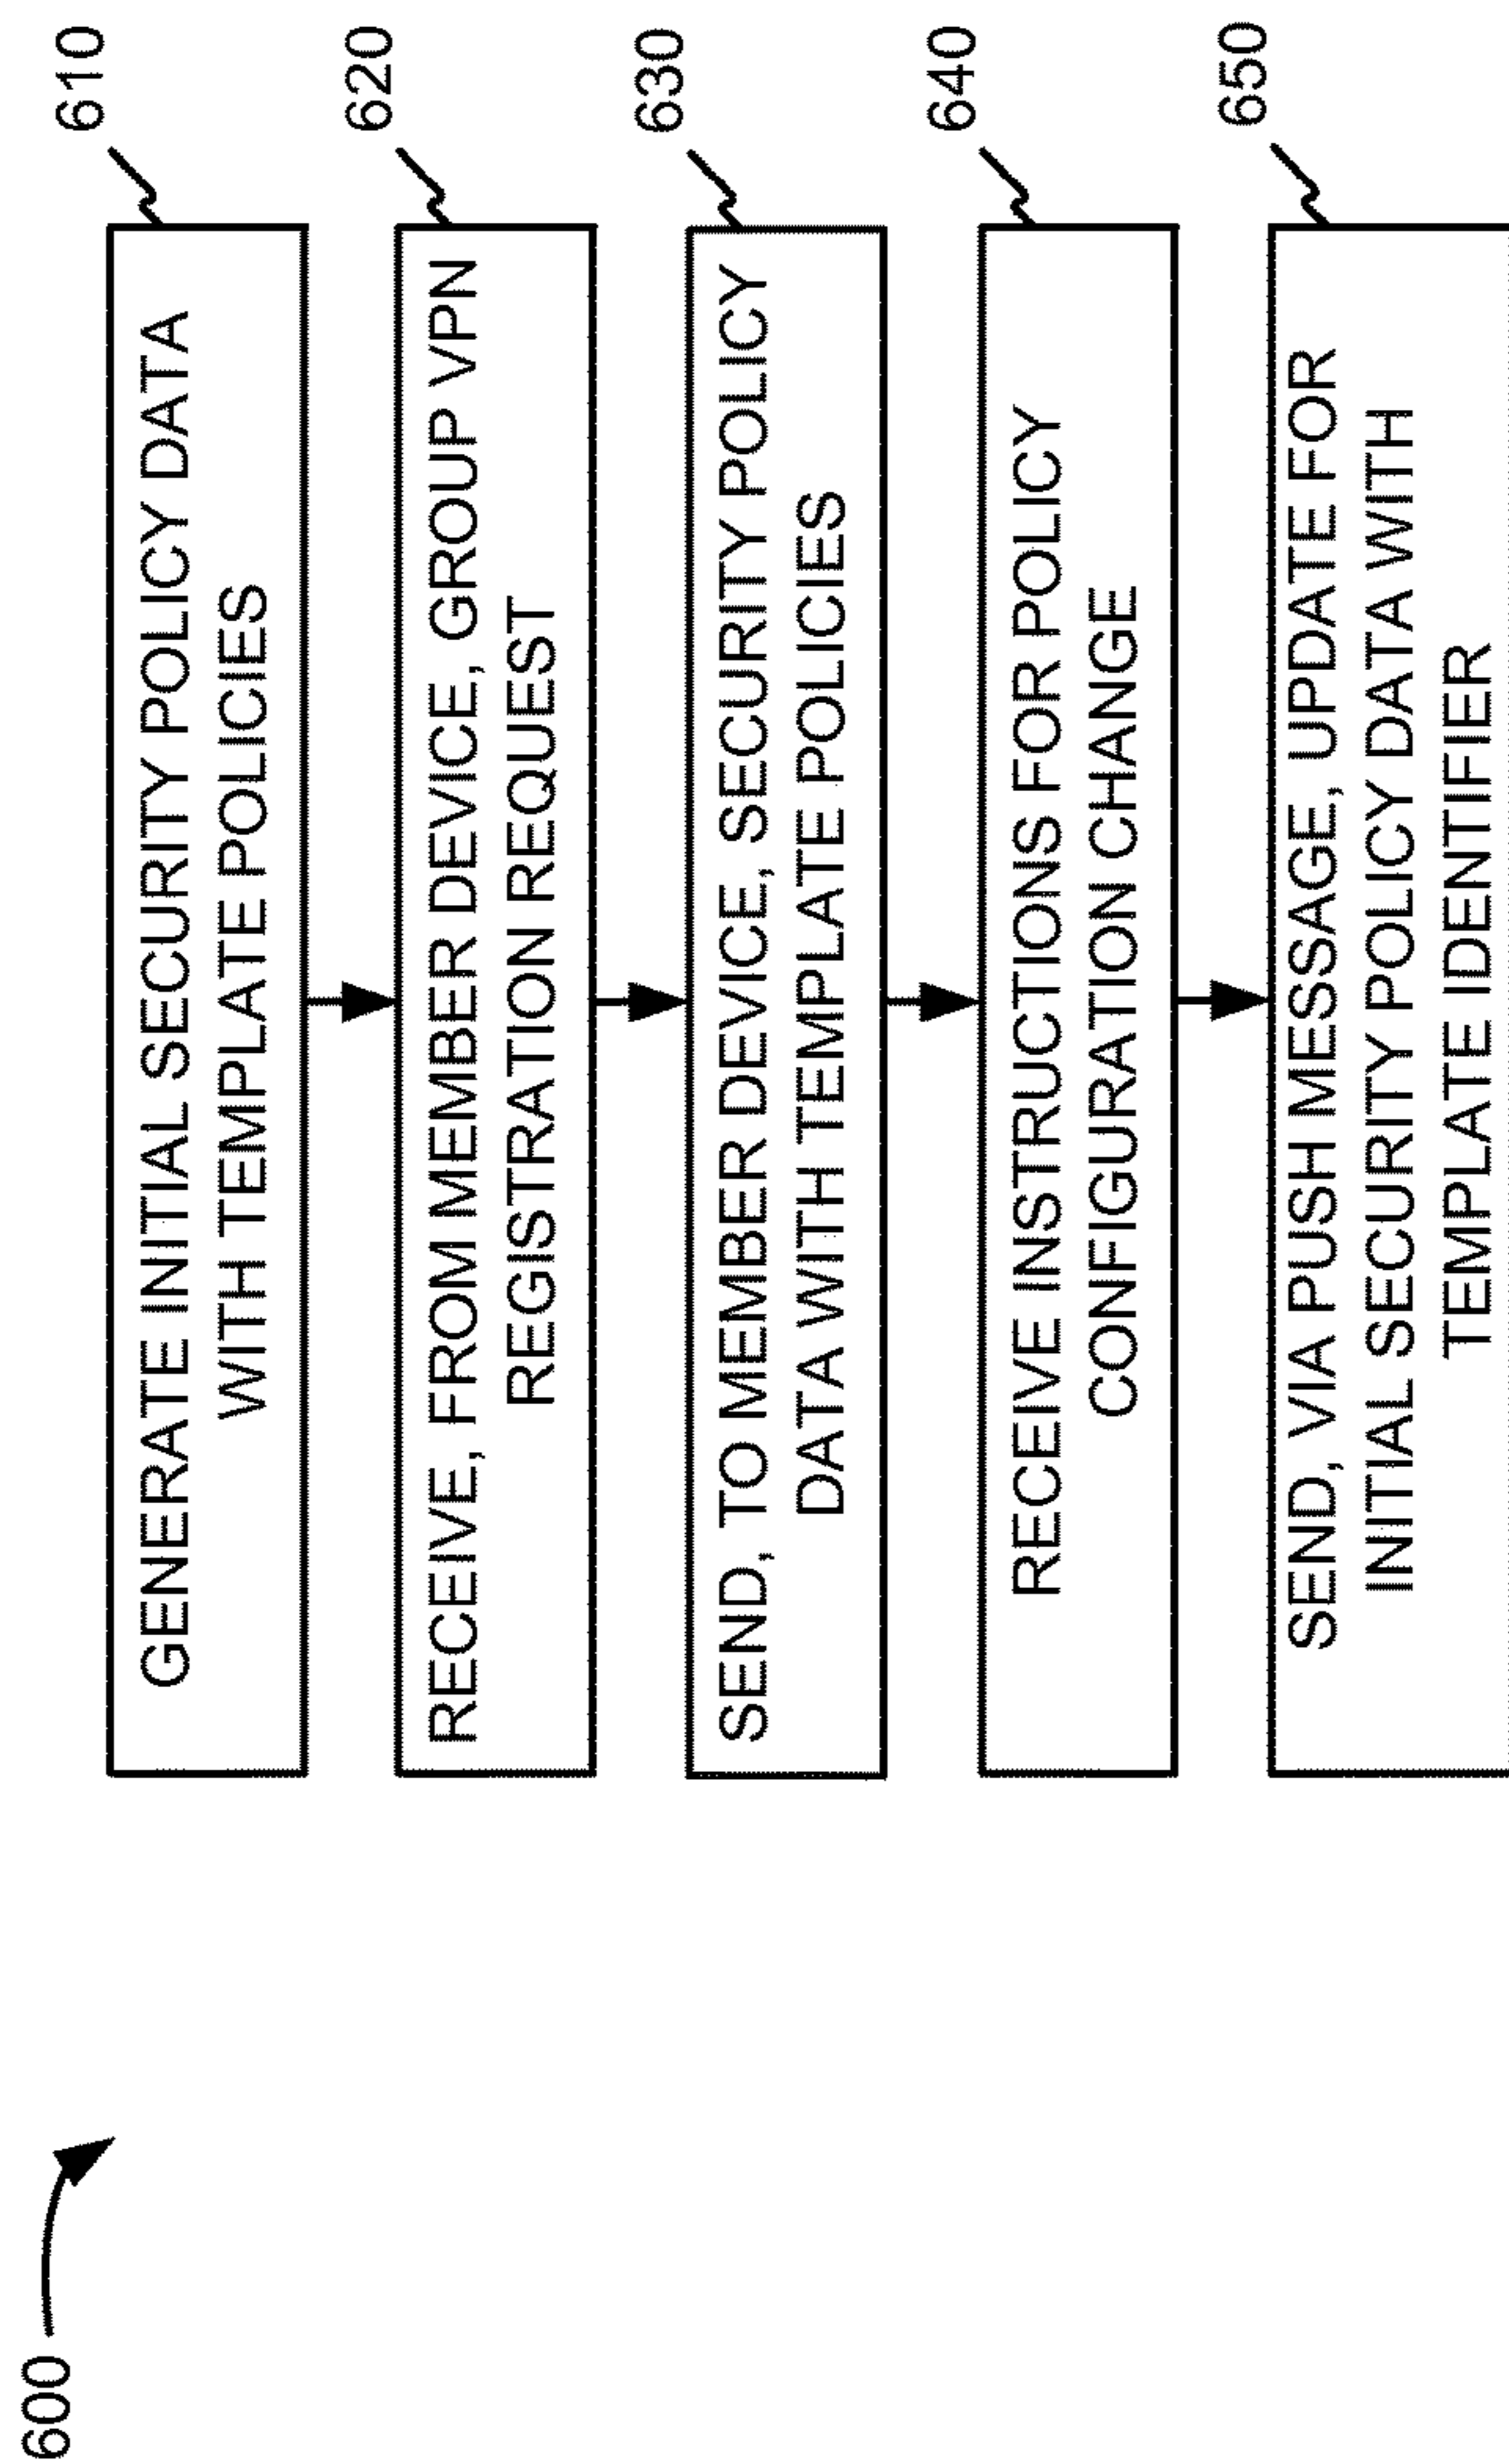 600
610
GENERATE INITIAL SECURITY POLICY DATA
WITH TEMPLATE POLICIES
620
RECEIVE, FROM MEMBER DEVICE, GROUP VPN
REGISTRATION REQUEST
630
SEND, TO MEMBER DEVICE, SECURITY POLICY
DATA WITH TEMPLATE POLICIES
640
RECEIVE INSTRUCTIONS FOR POLICY
CONFIGURATION CHANGE
650
SEND, VIA PUSH MESSAGE, UPDATE FOR
INITIAL SECURITY POLICY DATA WITH
TEMPLATE IDENTIFIER